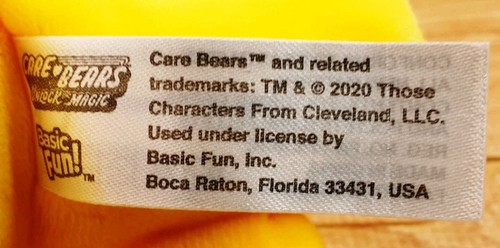 CARE BEARS
UNLOCK THE MAGIC
Basic
Fun!™
Care Bears™ and related
trademarks: TM & © 2020 Those
Characters From Cleveland, LLC.
Used under license by
Basic Fun, Inc.
Boca Raton, Florida 33431, USA